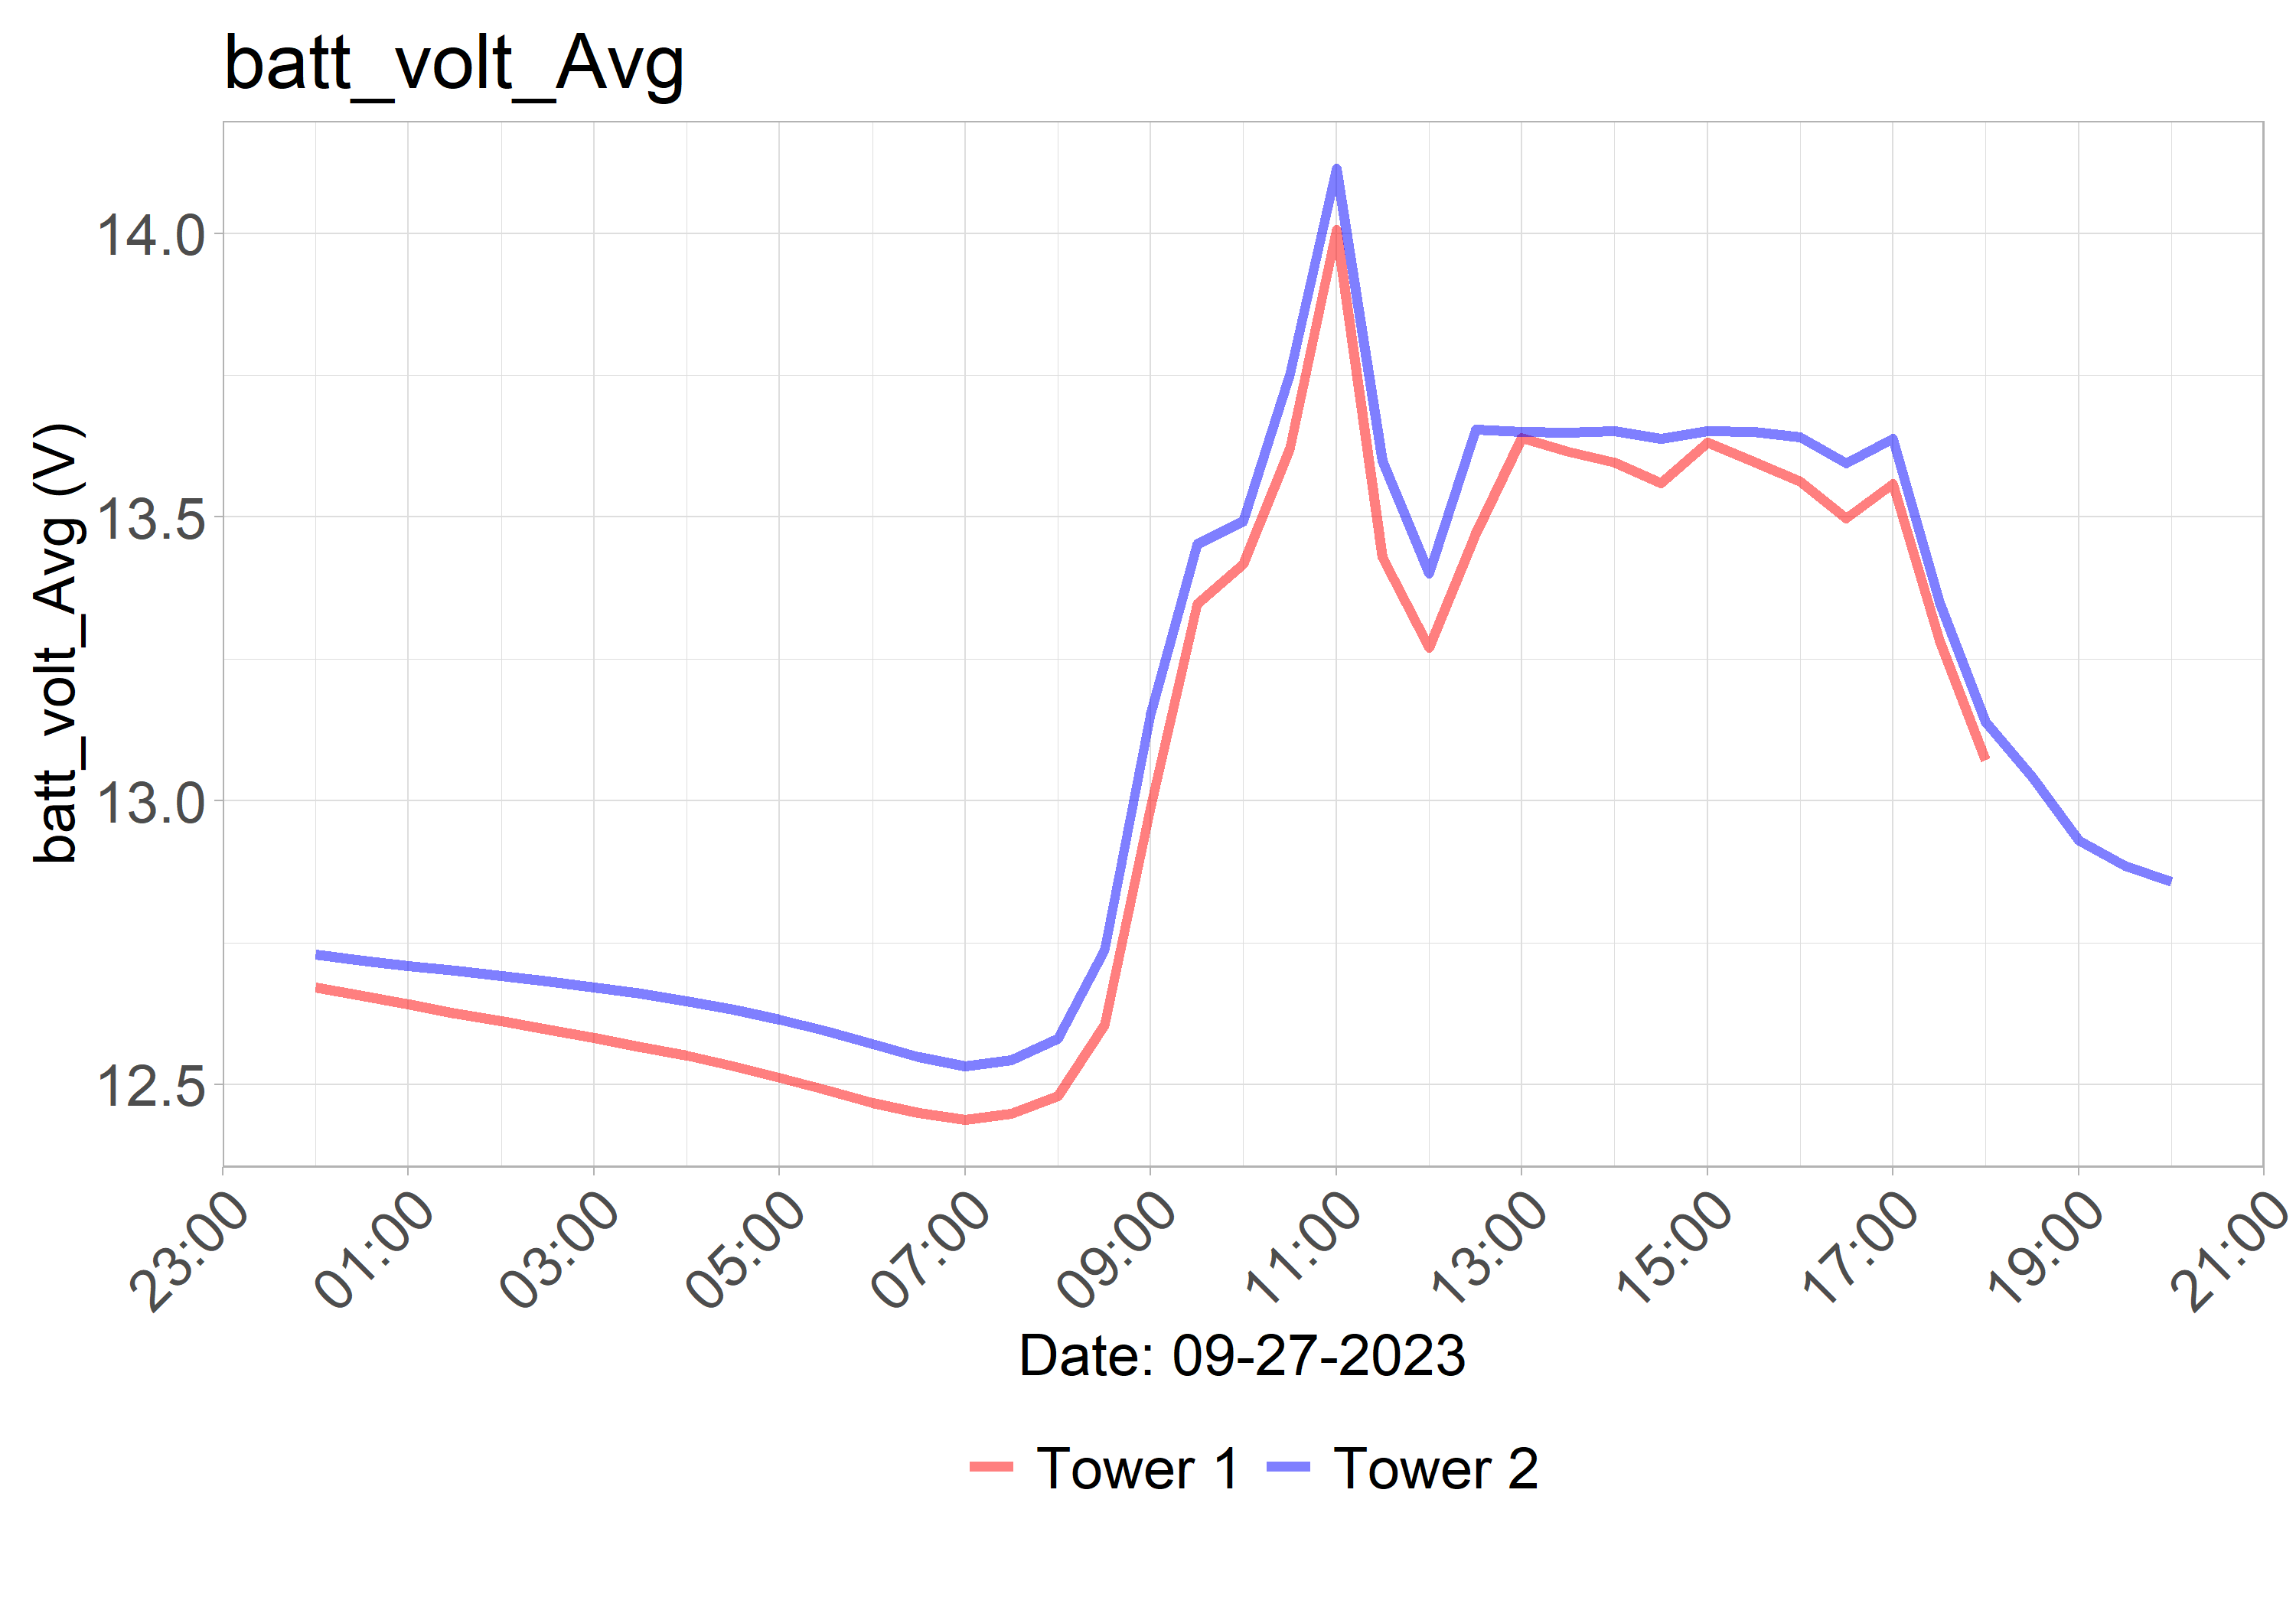 batt_volt_Avg
batt_volt_Avg (V)
14.0
13.5
13.0
12.5
23:00 01:00 03:00 05:00 07:00 09:00 11:00 13:00 15:00 17:00 19:00 21:00
Date: 09-27-2023
Tower 1 Tower 2